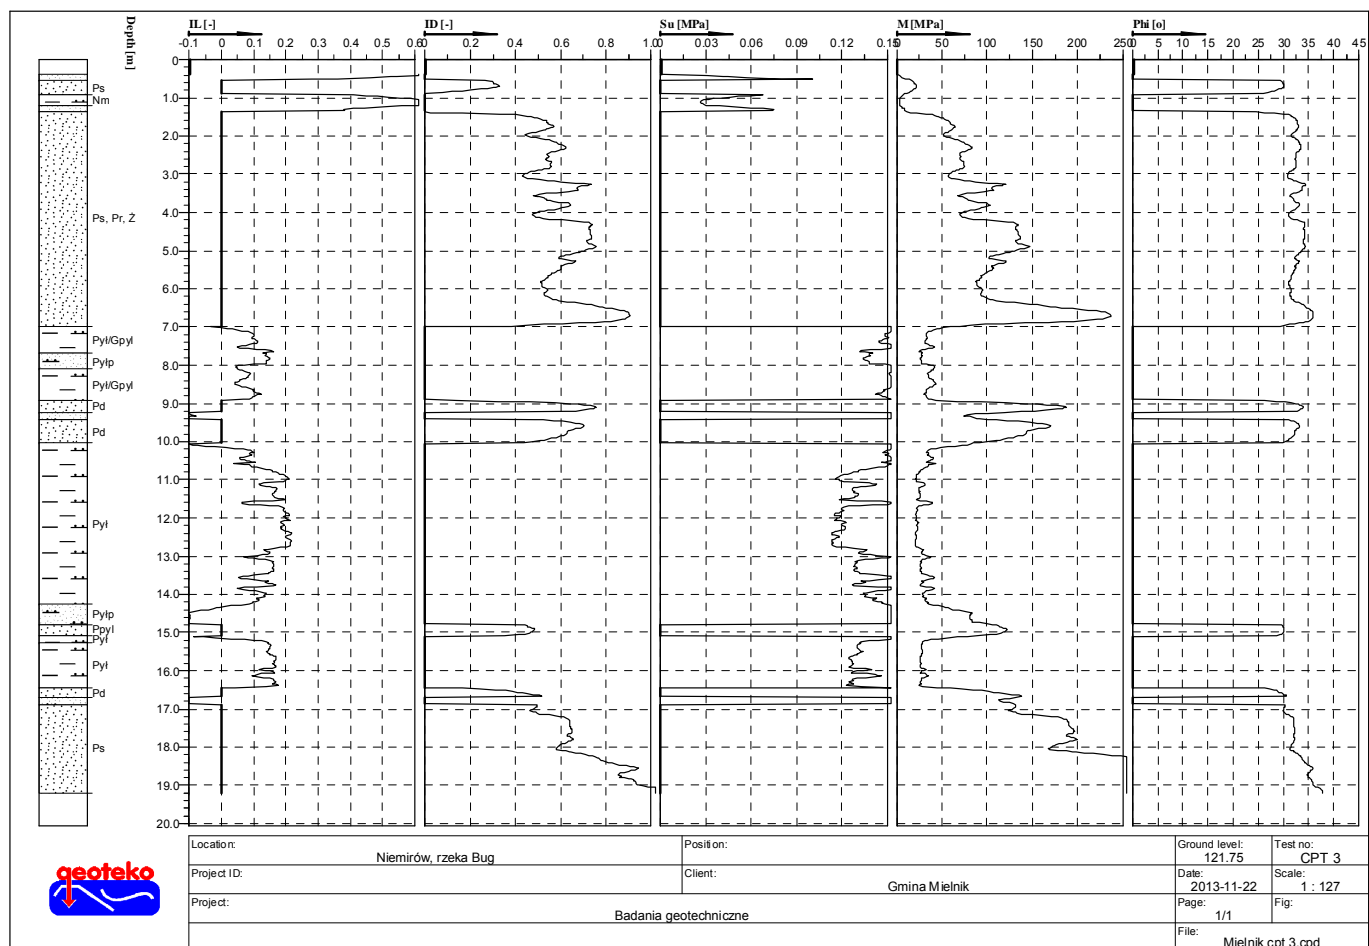 Depth [m]
IL [-]
ID [-]
Su [MPa]
M [MPa]
Phi [o]
-0.1 0 0.1 0.2 0.3 0.4 0.5 0.6
0.2 0.4 0.6 0.8 1.0
0.03 0.06 0.09 0.12 0.15
50 100 150 200 250
0 5 10 15 20 25 30 35 40 45
0
1.0
2.0
3.0
4.0
5.0
6.0
7.0
8.0
9.0
10.0
11.0
12.0
13.0
14.0
15.0
16.0
17.0
18.0
19.0
20.0
Ps
Nm
Ps, Pr, Ż
Pył/Gpyl
Pyłp
Pył/Gpyl
Pd
Pd
Pył
Pyłp
Ppyl
Pył
Pył
Pd
Ps
geoteko
Location:
Niemirów, rzeka Bug
Position:
Ground level:
121.75
Test no:
CPT 3
Project ID:
Client:
Gmina Mielnik
Date:
2013-11-22
Scale:
1 : 127
Project:
Badania geotechniczne
Page:
1/1
Fig:
File:
Mielnik cpt 3.cpd